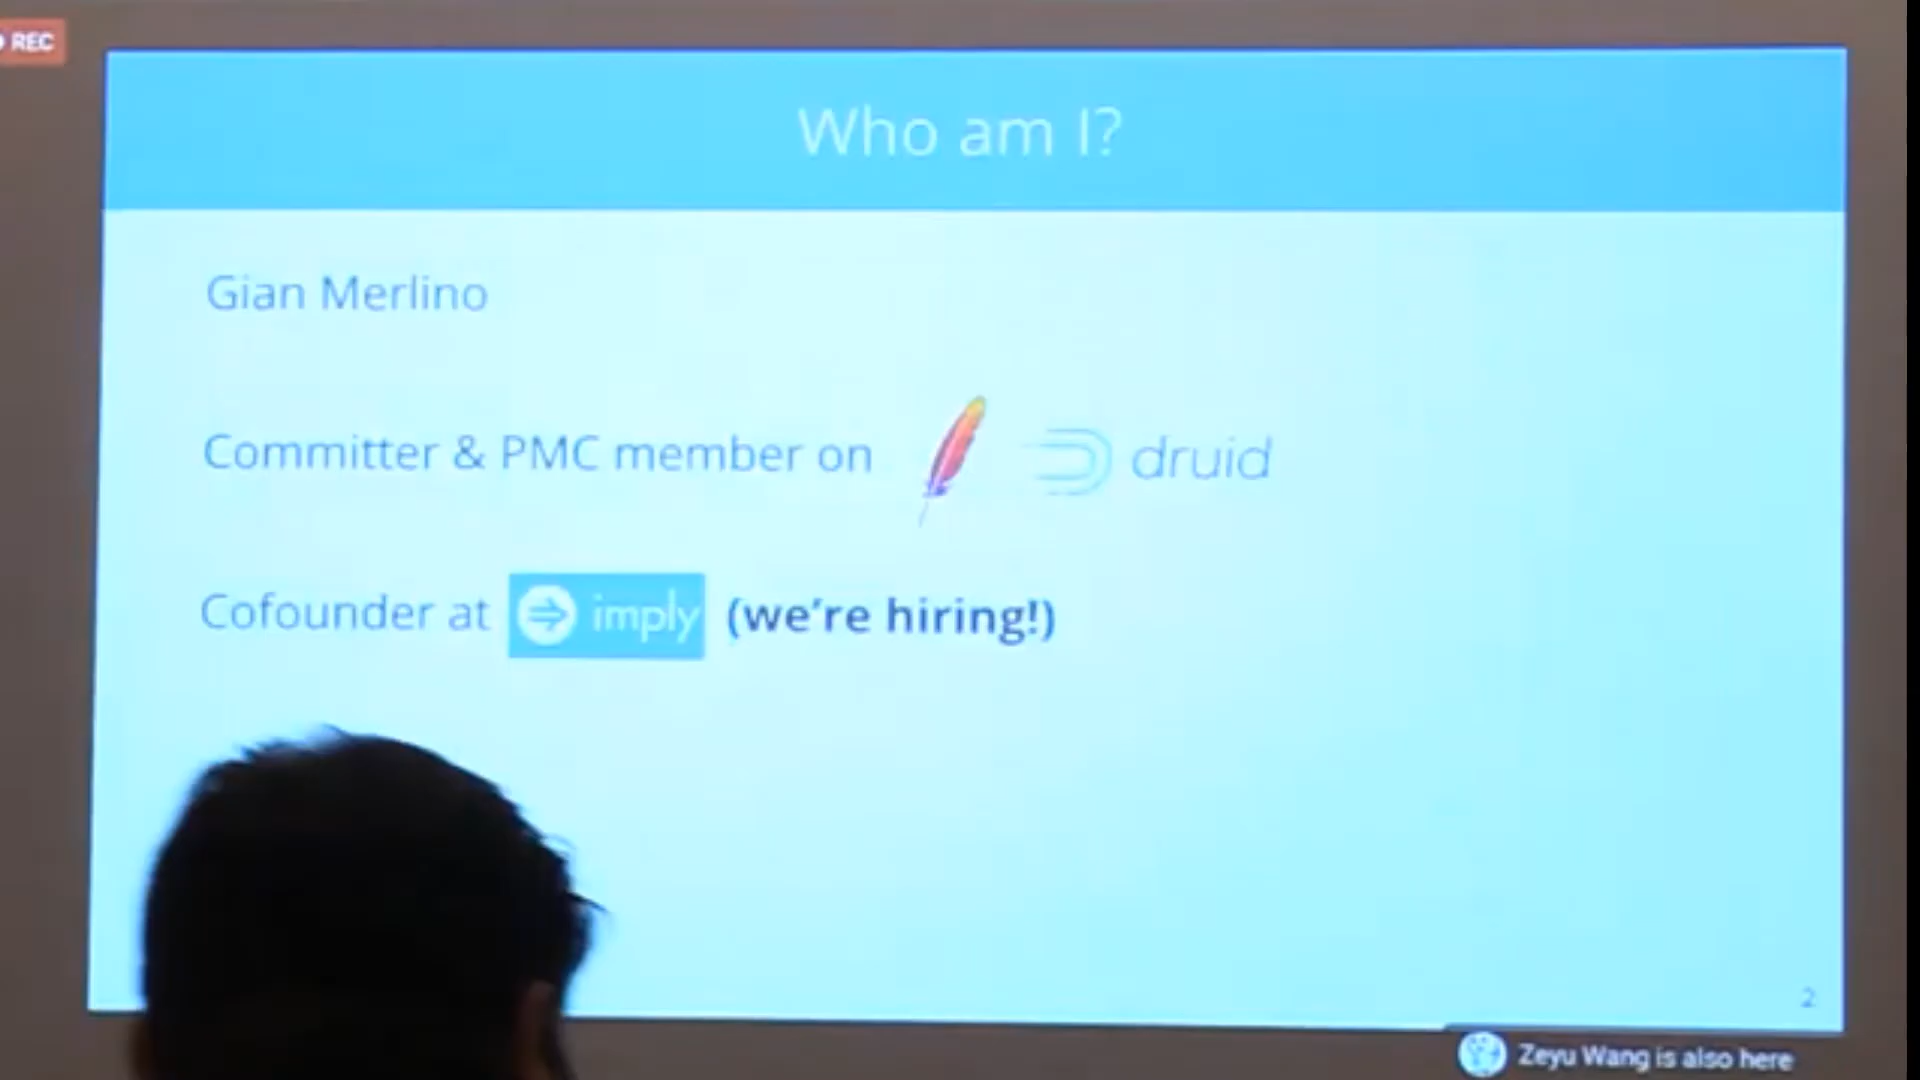 REC
Who am I?
Gian Merlino
Committer & PMC member on druid
Cofounder at imply (we're hiring!)
2
Zeyu Wang is also here